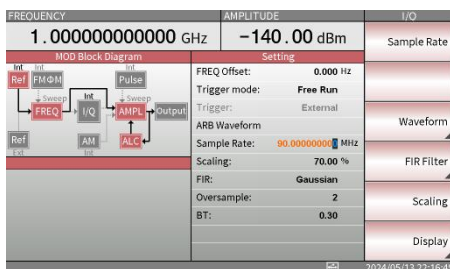 FREQUENCY AMPLITUDE I/Q
1.000000000000 GHz −140.00 dBm Sample Rate
MOD Block Diagram Setting
Int Int Int
Ref FMΦM Pulse
FREQ Offset: 0.000 Hz
Trigger mode: Free Run
Sweep Int Sweep
FREQ I/Q AMPL Output
Trigger: External
ARB Waveform
Waveform
Ref AM ALC
Ext Int
Sample Rate: 90.00000000 MHz
Scaling: 70.00 %
FIR Filter
FIR: Gaussian
Oversample: 2
Scaling
BT: 0.30
Display
2024/05/13 22:16:4